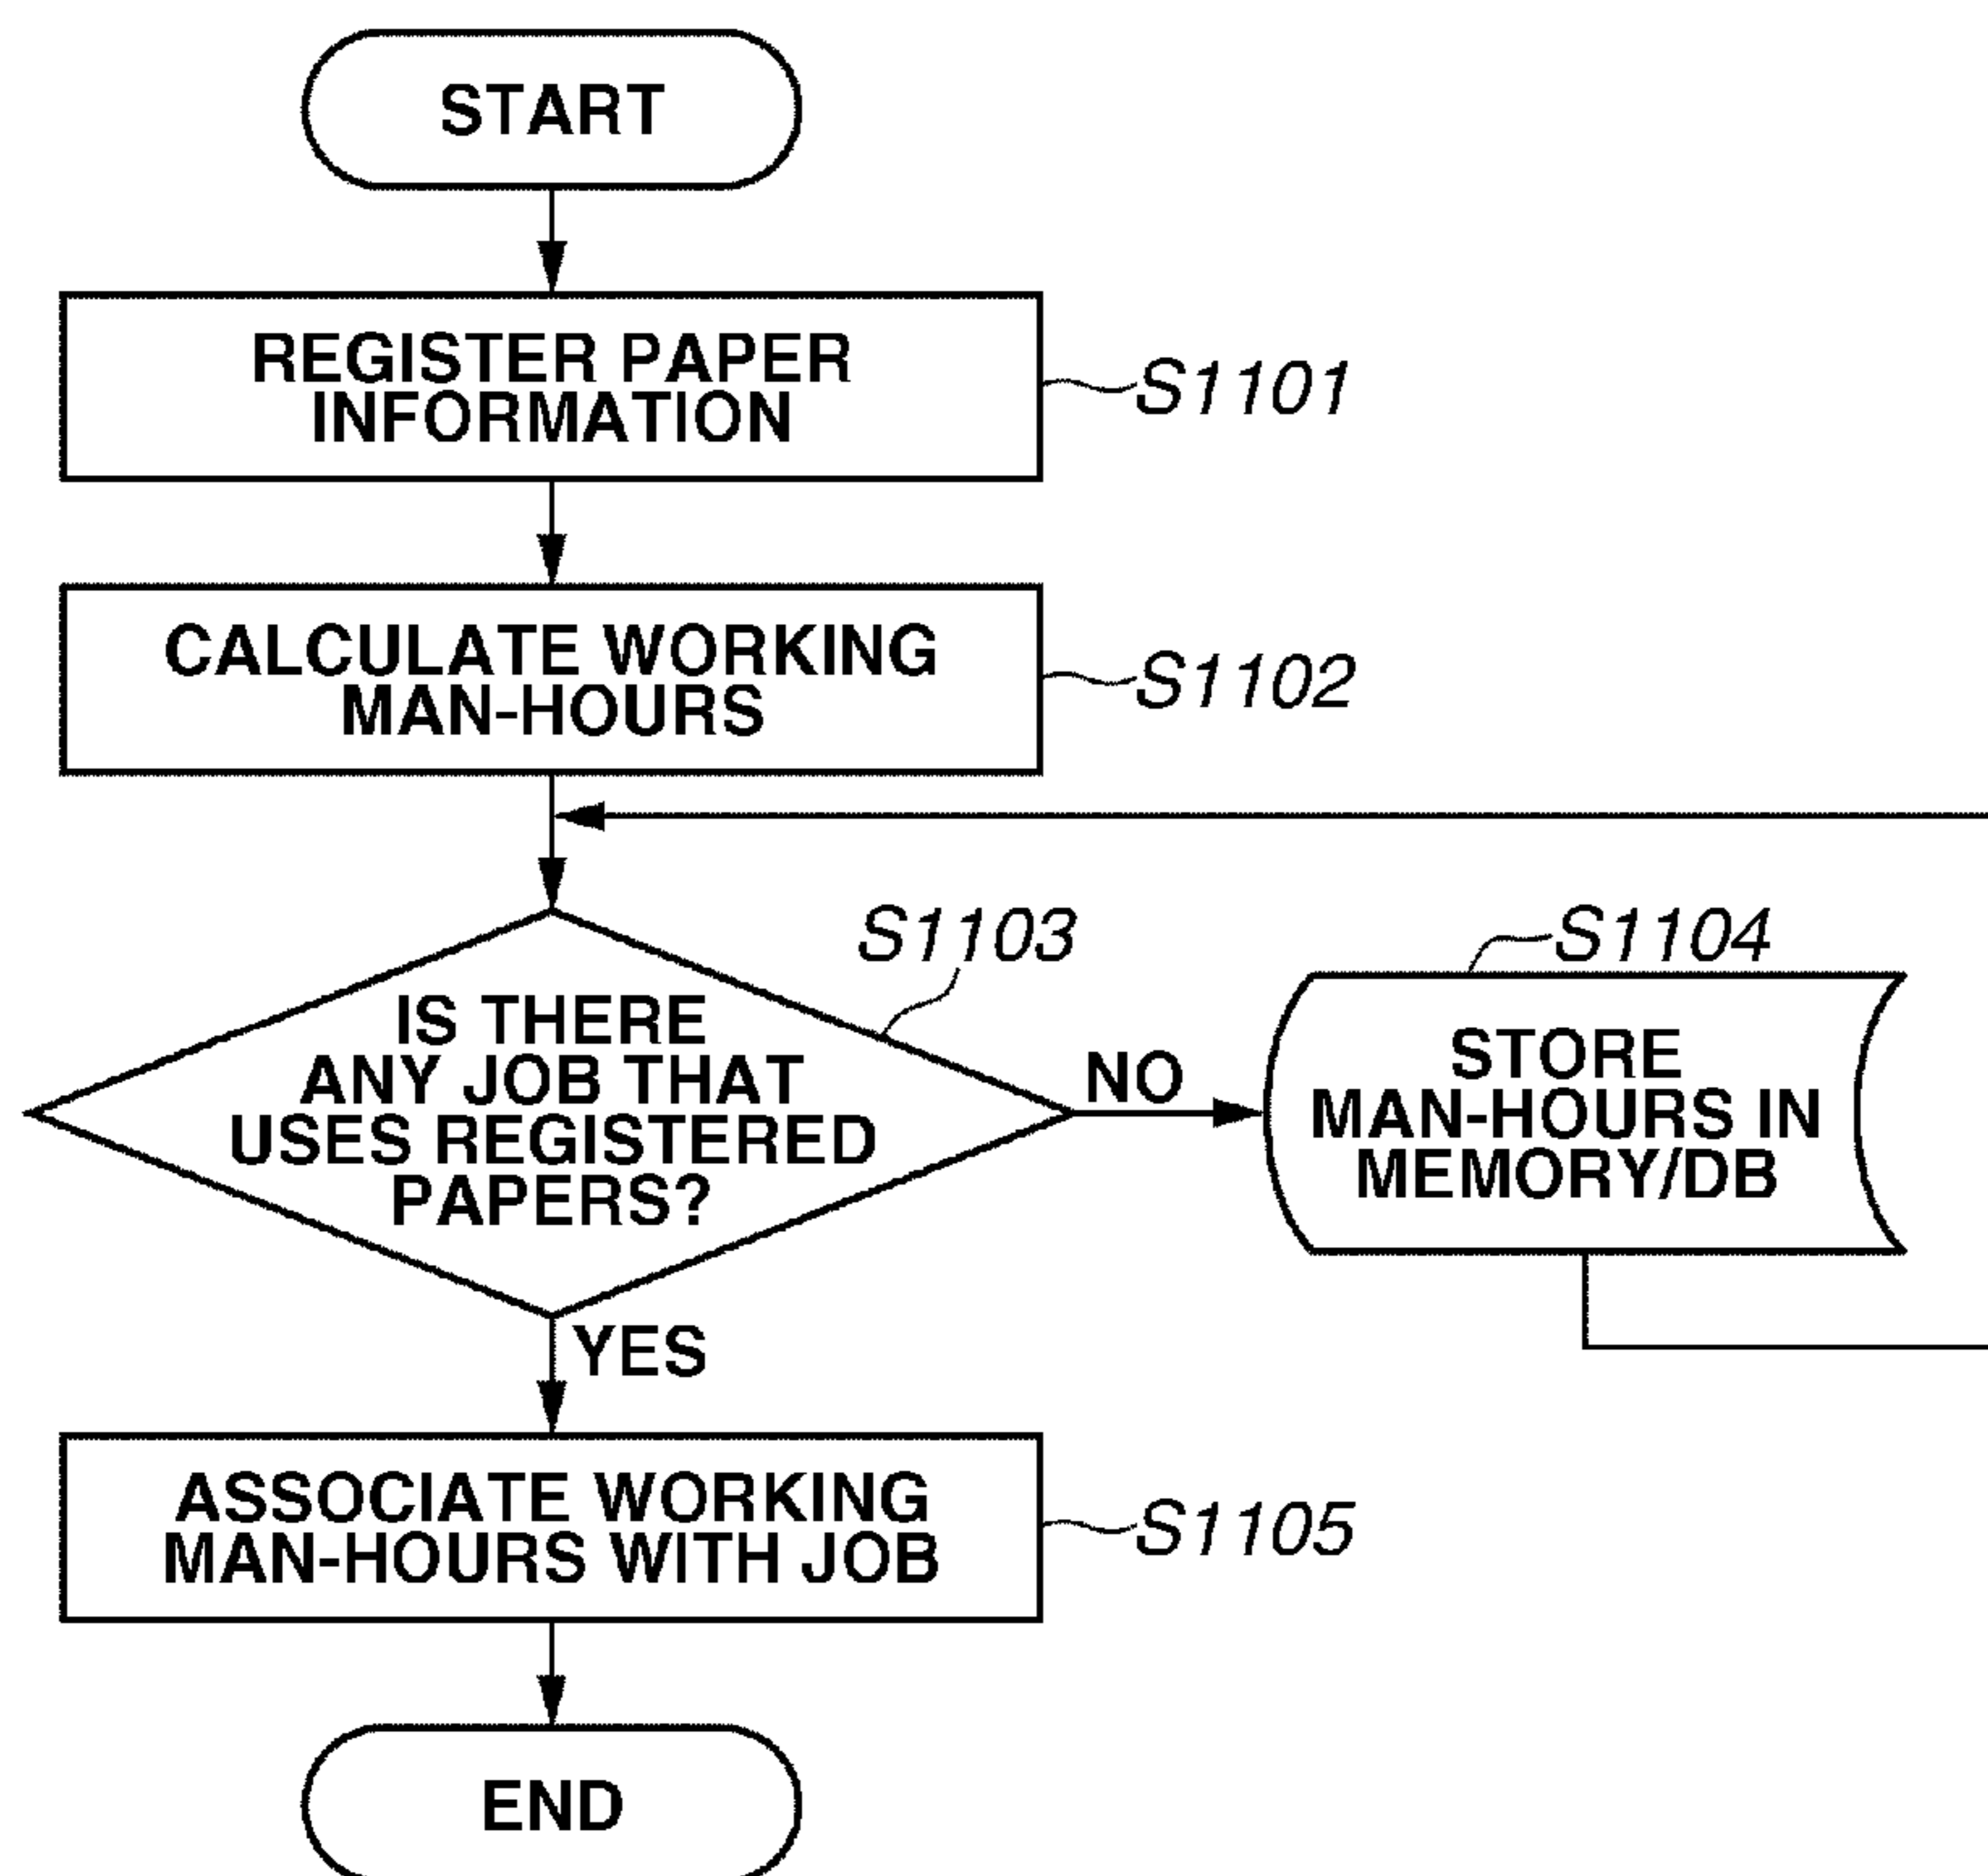 START
REGISTER PAPER
INFORMATION
S1101
CALCULATE WORKING
MAN-HOURS
S1102
S1103
IS THERE
ANY JOB THAT
USES REGISTERED
PAPERS?
NO
S1104
STORE
MAN-HOURS IN
MEMORY/DB
YES
ASSOCIATE WORKING
MAN-HOURS WITH JOB
S1105
END